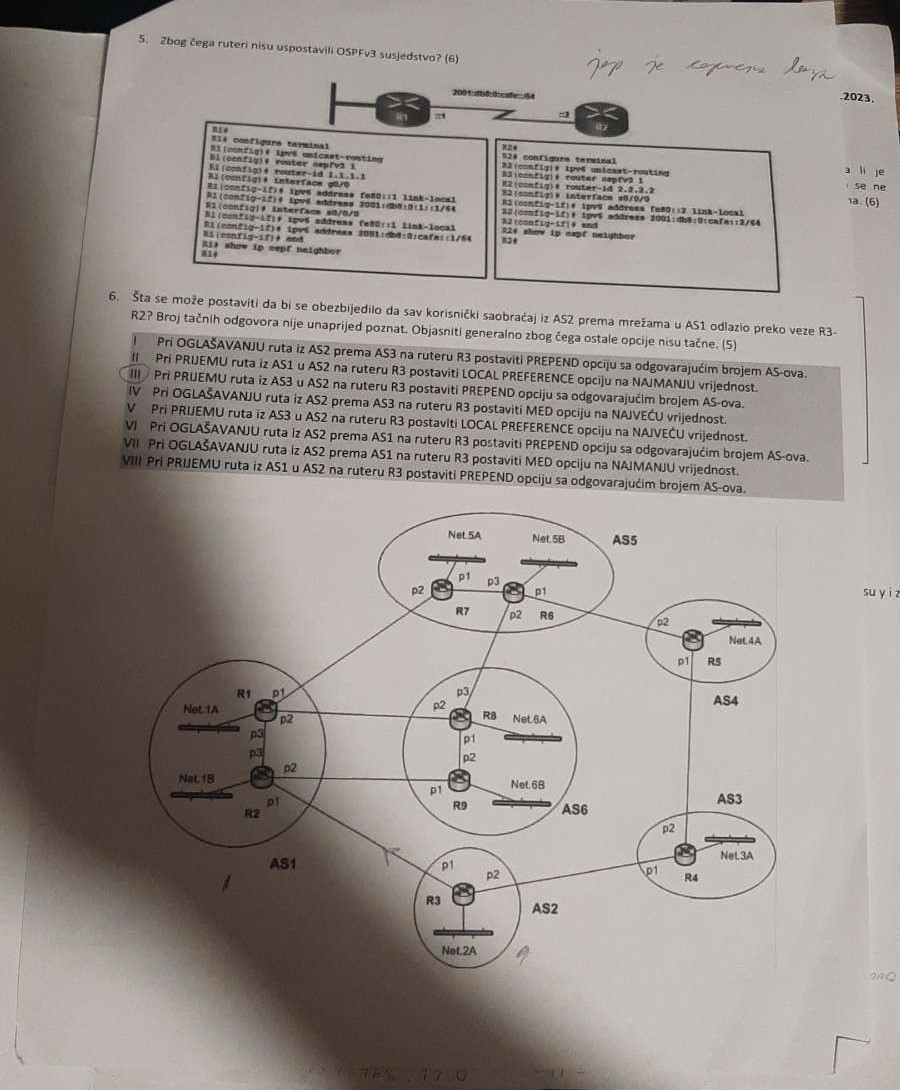 5. Zbog čega ruteri nisu uspostavili OSPFv3 susjedstvo? (6)
je
.2023.
2001:db8:0:cafe::/64
R1
::1
::2
R2
R1#
R1# configure terminal
R1(config)# ipv6 unicast-routing
R1(config)# router ospfv3 1
R1(config)# router-id 1.1.1.1
R1(config)# interface g0/0
R1(config-if)# ipv6 address fe80::1 link-local
R1(config-if)# ipv6 address 2001:db8:0:1::1/64
R1(config)# interface s0/0/0
R1(config-if)# ipv6 address fe80::1 link-local
R1(config-if)# ipv6 address 2001:db8:0:cafe::1/64
R1(config-if)# end
R1# show ip ospf neighbor
R1#
R2#
R2# configure terminal
R2(config)# ipv6 unicast-routing
R2(config)# router ospfv3 1
R2(config)# router-id 2.2.2.2
R2(config)# interface s0/0/0
R2(config-if)# ipv6 address fe80::2 link-local
R2(config-if)# ipv6 address 2001:db8:0:cafe::2/64
R2(config-if)# end
R2# show ip ospf neighbor
R2#
a li je
se ne
na. (6)
6. Šta se može postaviti da bi se obezbijedilo da sav korisnički saobraćaj iz AS2 prema mrežama u AS1 odlazio preko veze R3-
R2? Broj tačnih odgovora nije unaprijed poznat. Objasniti generalno zbog čega ostale opcije nisu tačne. (5)
I Pri OGLAŠAVANJU ruta iz AS2 prema AS3 na ruteru R3 postaviti PREPEND opciju sa odgovarajućim brojem AS-ova.
II Pri PRIJEMU ruta iz AS1 u AS2 na ruteru R3 postaviti LOCAL PREFERENCE opciju na NAJMANJU vrijednost.
III Pri PRIJEMU ruta iz AS3 u AS2 na ruteru R3 postaviti PREPEND opciju sa odgovarajućim brojem AS-ova.
IV Pri OGLAŠAVANJU ruta iz AS2 prema AS3 na ruteru R3 postaviti MED opciju na NAJVEĆU vrijednost.
V Pri PRIJEMU ruta iz AS3 u AS2 na ruteru R3 postaviti LOCAL PREFERENCE opciju na NAJVEĆU vrijednost.
VI Pri OGLAŠAVANJU ruta iz AS2 prema AS1 na ruteru R3 postaviti PREPEND opciju sa odgovarajućim brojem AS-ova.
VII Pri OGLAŠAVANJU ruta iz AS2 prema AS1 na ruteru R3 postaviti MED opciju na NAJMANJU vrijednost.
VIII Pri PRIJEMU ruta iz AS1 u AS2 na ruteru R3 postaviti PREPEND opciju sa odgovarajućim brojem AS-ova.
Net.5A
Net.5B
AS5
p2
p1
p3
p1
R7
p2
R6
su y i z
p2
Net.4A
p1
R5
AS4
R1
p1
Net.1A
p2
p3
p3
Net.1B
p2
p1
R2
AS1
p3
p2
R8
Net.6A
p1
p2
p1
Net.6B
R9
AS6
AS3
p2
Net.3A
p1
R4
p1
p2
R3
AS2
Net.2A